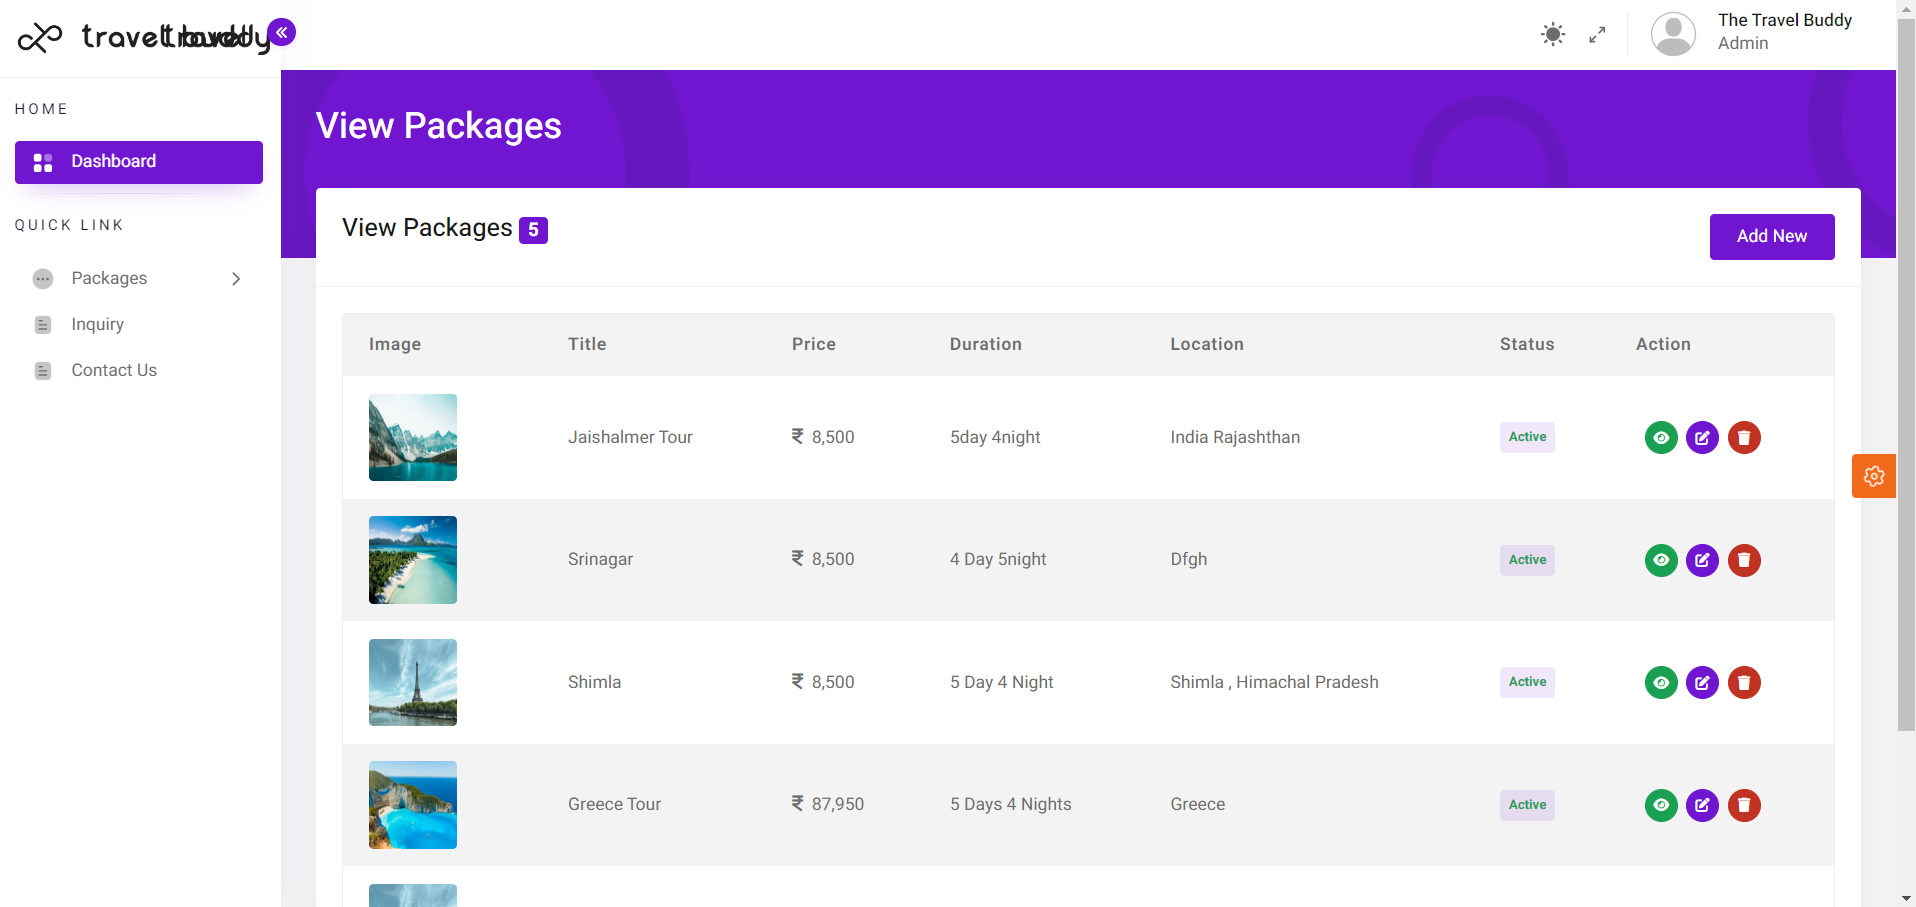 travel buddy
The Travel Buddy
Admin
HOME
Dashboard
QUICK LINK
Packages
Inquiry
Contact Us
View Packages
View Packages 5
Add New
Image Title Price Duration Location Status Action
Jaishalmer Tour ₹ 8,500 5day 4night India Rajashthan Active
Srinagar ₹ 8,500 4 Day 5night Dfgh Active
Shimla ₹ 8,500 5 Day 4 Night Shimla , Himachal Pradesh Active
Greece Tour ₹ 87,950 5 Days 4 Nights Greece Active